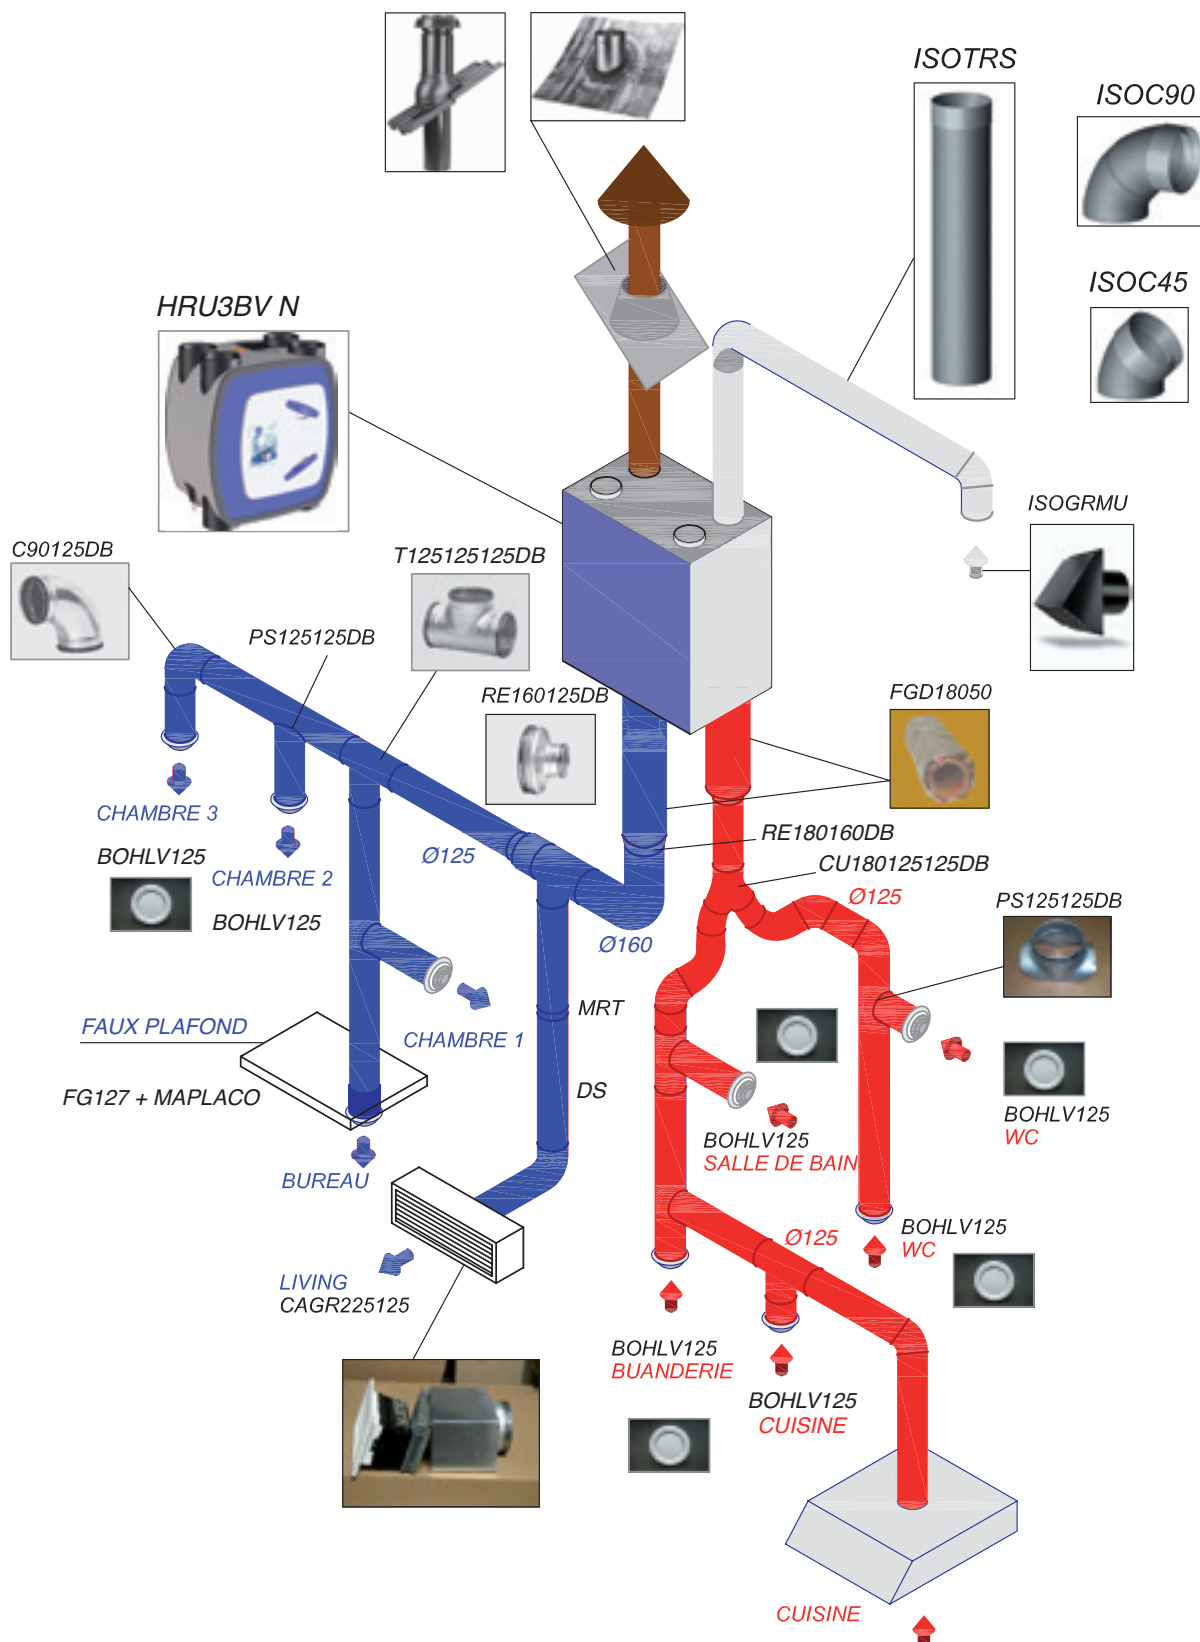 ISOTRS
ISOC90
ISOC45
HRU3BV N
ISOGRMU
C90125DB
T125125125DB
PS125125DB
RE160125DB
FGD18050
CHAMBRE 3
BOHLV125
CHAMBRE 2
BOHLV125
Ø125
RE180160DB
CU180125125DB
Ø125
PS125125DB
Ø160
MRT
FAUX PLAFOND
CHAMBRE 1
FG127 + MAPLACO
DS
BOHLV125
SALLE DE BAIN
BOHLV125
WC
BUREAU
BOHLV125
WC
Ø125
LIVING
CAGR225125
BOHLV125
BUANDERIE
BOHLV125
CUISINE
CUISINE